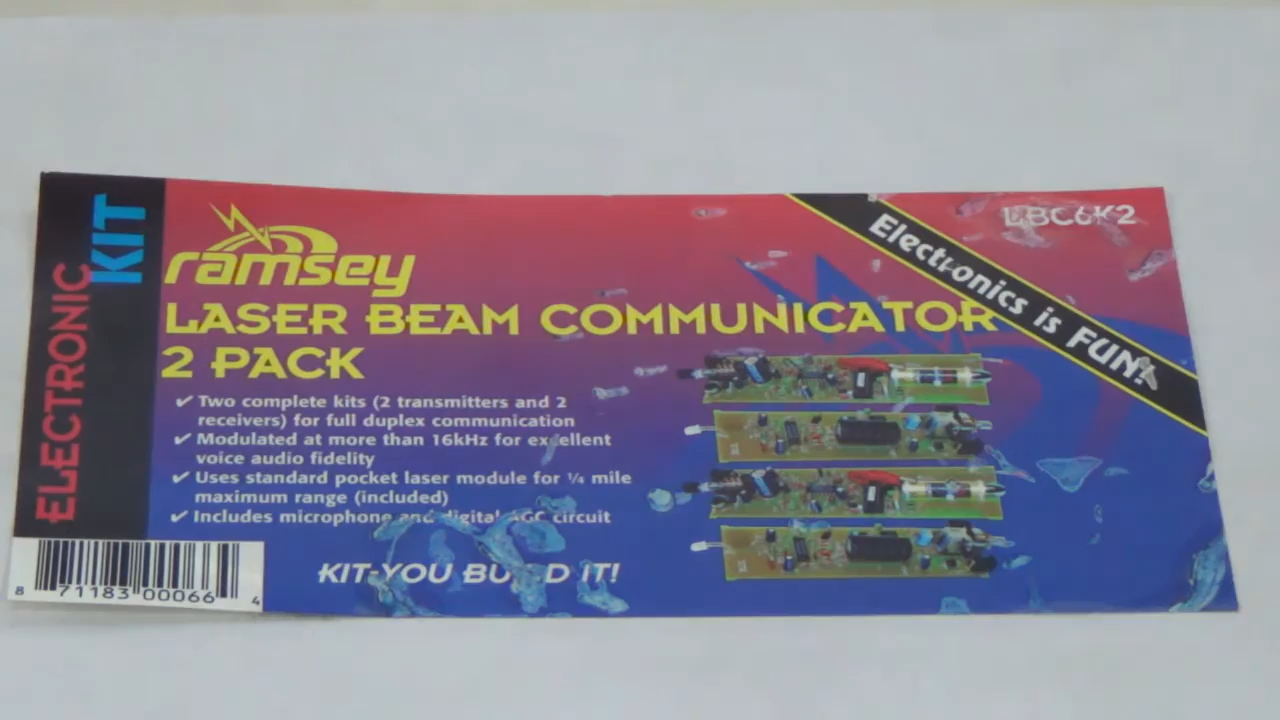 ELECTRONIC
KIT
ramsey
LASER BEAM COMMUNICATOR
2 PACK
✔ Two complete kits (2 transmitters and 2
receivers) for full duplex communication
✔ Modulated at more than 16kHz for excellent
voice audio fidelity
✔ Uses standard pocket laser module for ¼ mile
maximum range (included)
✔ Includes microphone and digital AGC circuit
KIT-YOU BUILD IT!
LBC6K2
Electronics is FUN!
8 71183 00066 4